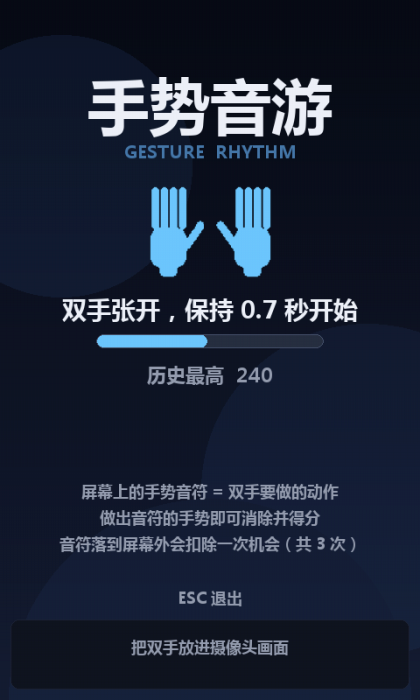 手势音游
GESTURE RHYTHM
双手张开，保持 0.7 秒开始
历史最高 240
屏幕上的手势音符 = 双手要做的动作
做出音符的手势即可消除并得分
音符落到屏幕外会扣除一次机会（共 3 次）
ESC 退出
把双手放进摄像头画面